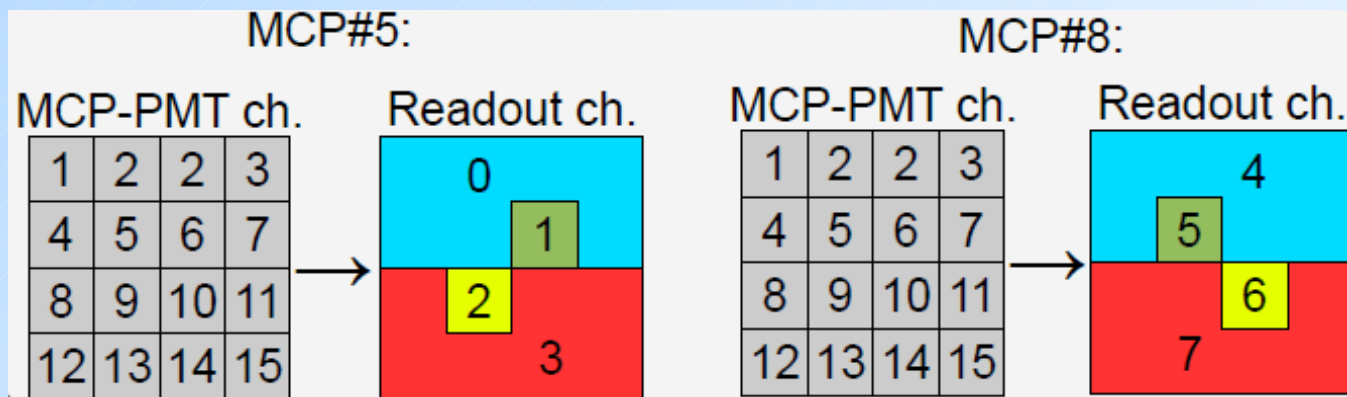 MCP#5:
MCP-PMT ch. Readout ch.
1 2 2 3
4 5 6 7
8 9 10 11
12 13 14 15
→
0
1
2
3
MCP#8:
MCP-PMT ch. Readout ch.
1 2 2 3
4 5 6 7
8 9 10 11
12 13 14 15
→
4
5
6
7